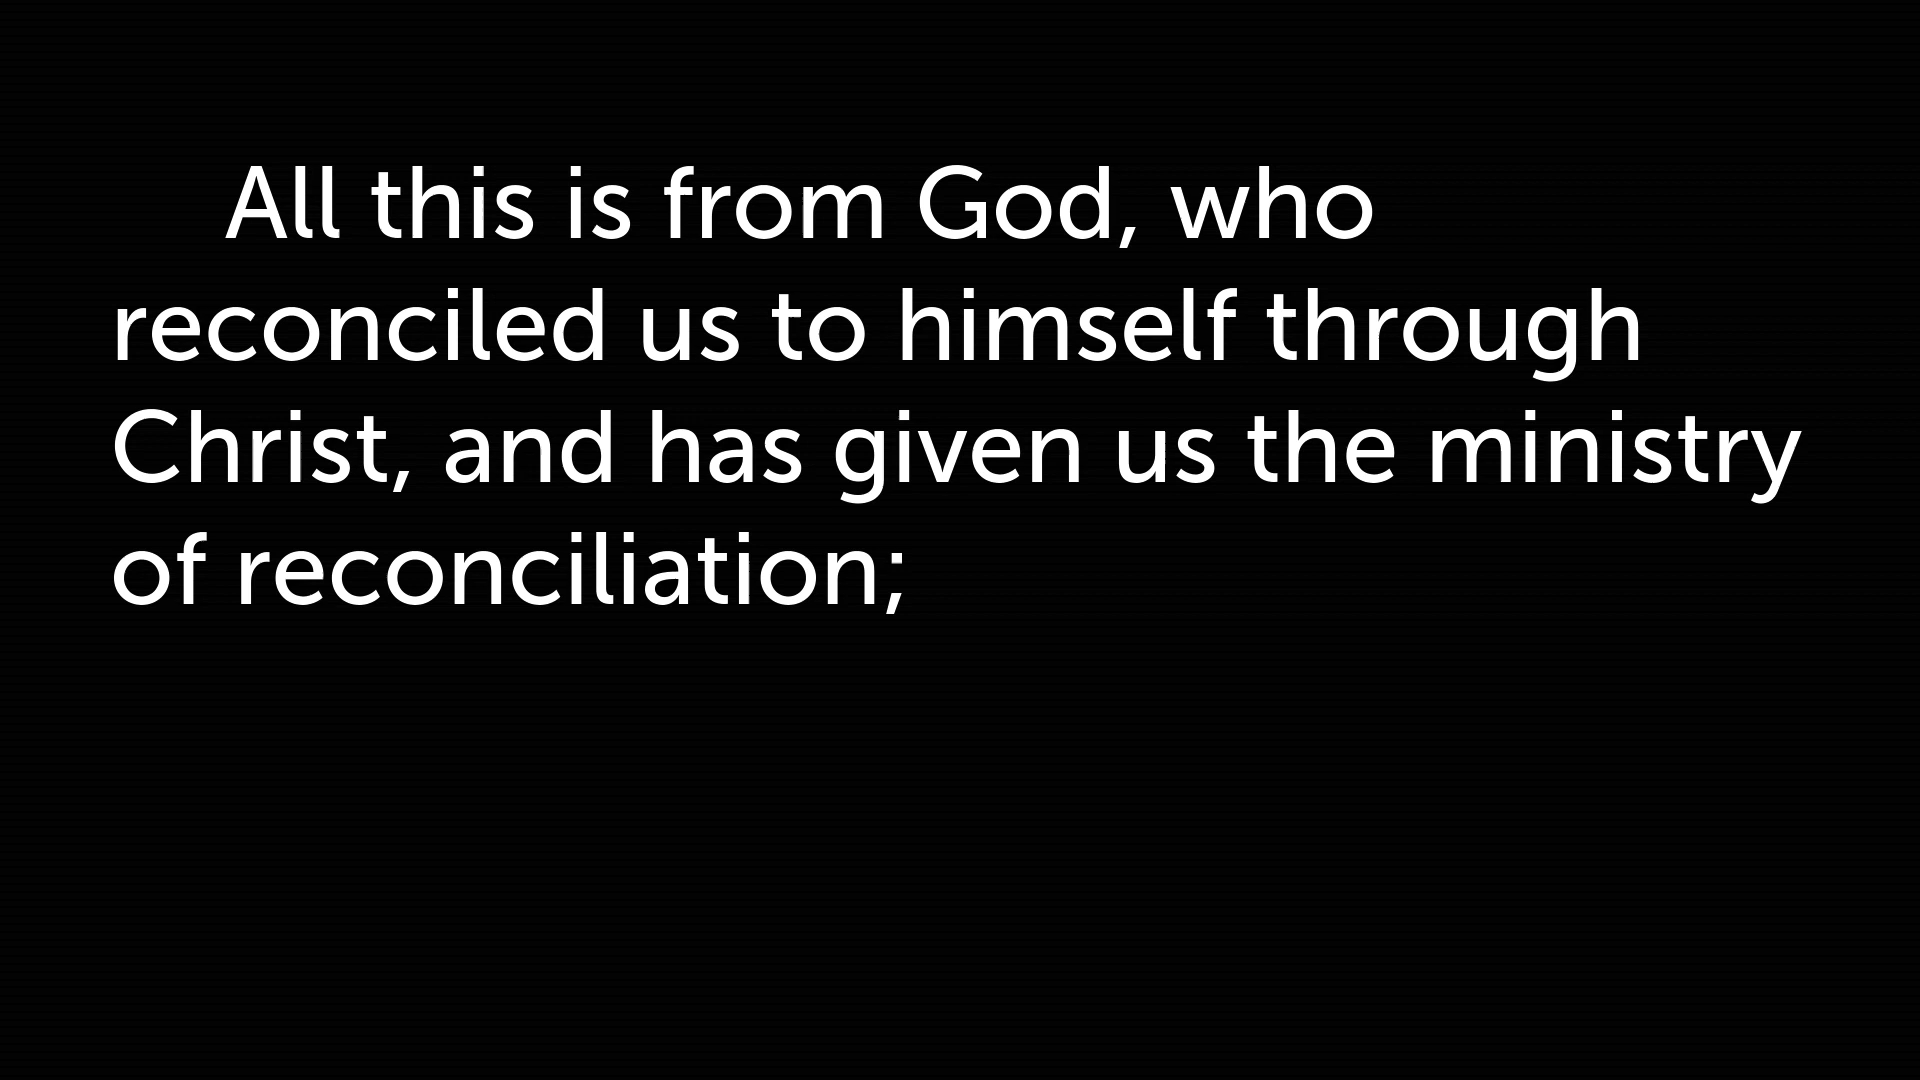 All this is from God, who
reconciled us to himself through
Christ, and has given us the ministry
of reconciliation;